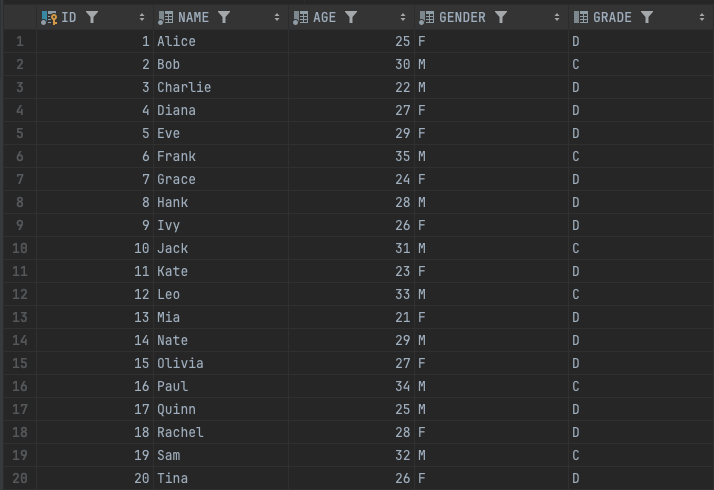 ID NAME AGE GENDER GRADE
1 1 Alice 25 F D
2 2 Bob 30 M C
3 3 Charlie 22 M D
4 4 Diana 27 F D
5 5 Eve 29 F D
6 6 Frank 35 M C
7 7 Grace 24 F D
8 8 Hank 28 M D
9 9 Ivy 26 F D
10 10 Jack 31 M C
11 11 Kate 23 F D
12 12 Leo 33 M C
13 13 Mia 21 F D
14 14 Nate 29 M D
15 15 Olivia 27 F D
16 16 Paul 34 M C
17 17 Quinn 25 M D
18 18 Rachel 28 F D
19 19 Sam 32 M C
20 20 Tina 26 F D